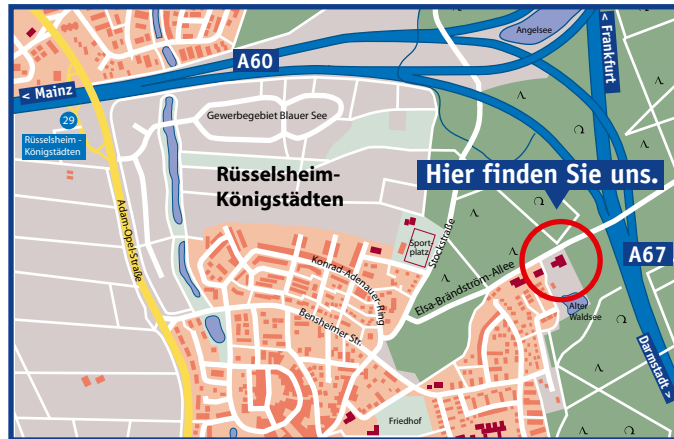 Angelsee
A60
< Mainz
> Frankfurt
29
Rüsselsheim -
Königstädten
Gewerbegebiet Blauer See
Rüsselsheim-
Königstädten
Hier finden Sie uns.
Adam-Opel-Straße
Sport-
platz
Stockstraße
Konrad-Adenauer-Ring
Elsa-Brändström-Allee
A67
Bensheimer Str.
Alter
Waldsee
Darmstadt >
Friedhof